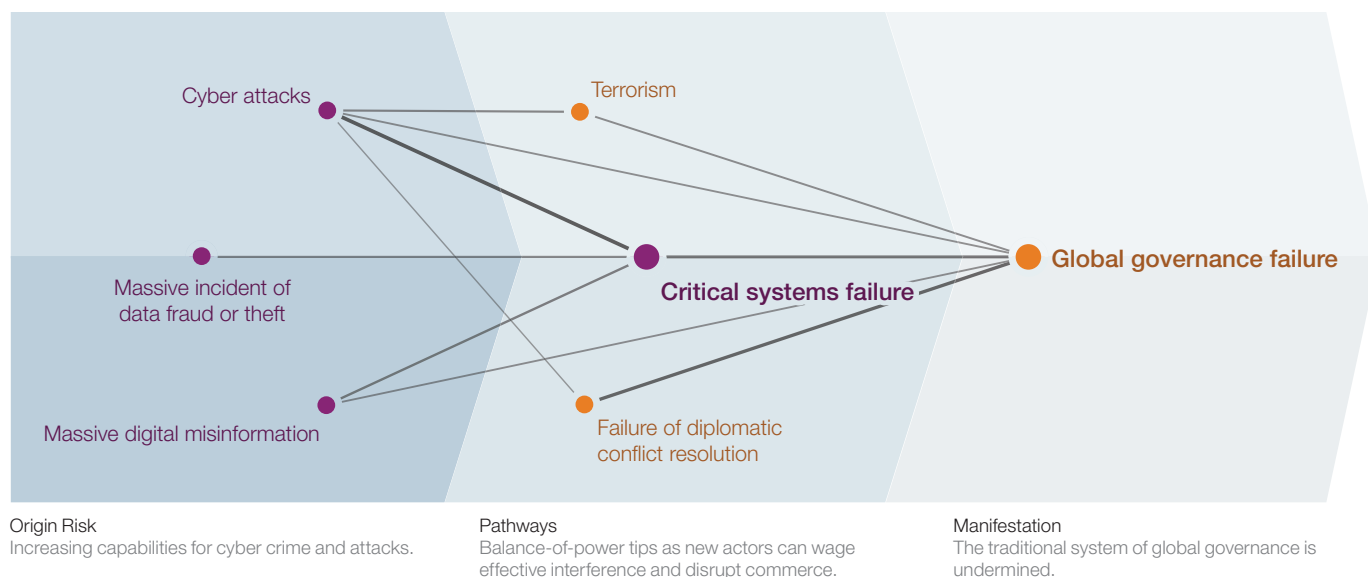 Cyber attacks
Terrorism
Massive incident of
data fraud or theft
Critical systems failure
Global governance failure
Massive digital misinformation
Failure of diplomatic
conflict resolution
Origin Risk
Increasing capabilities for cyber crime and attacks.
Pathways
Balance-of-power tips as new actors can wage
effective interference and disrupt commerce.
Manifestation
The traditional system of global governance is
undermined.